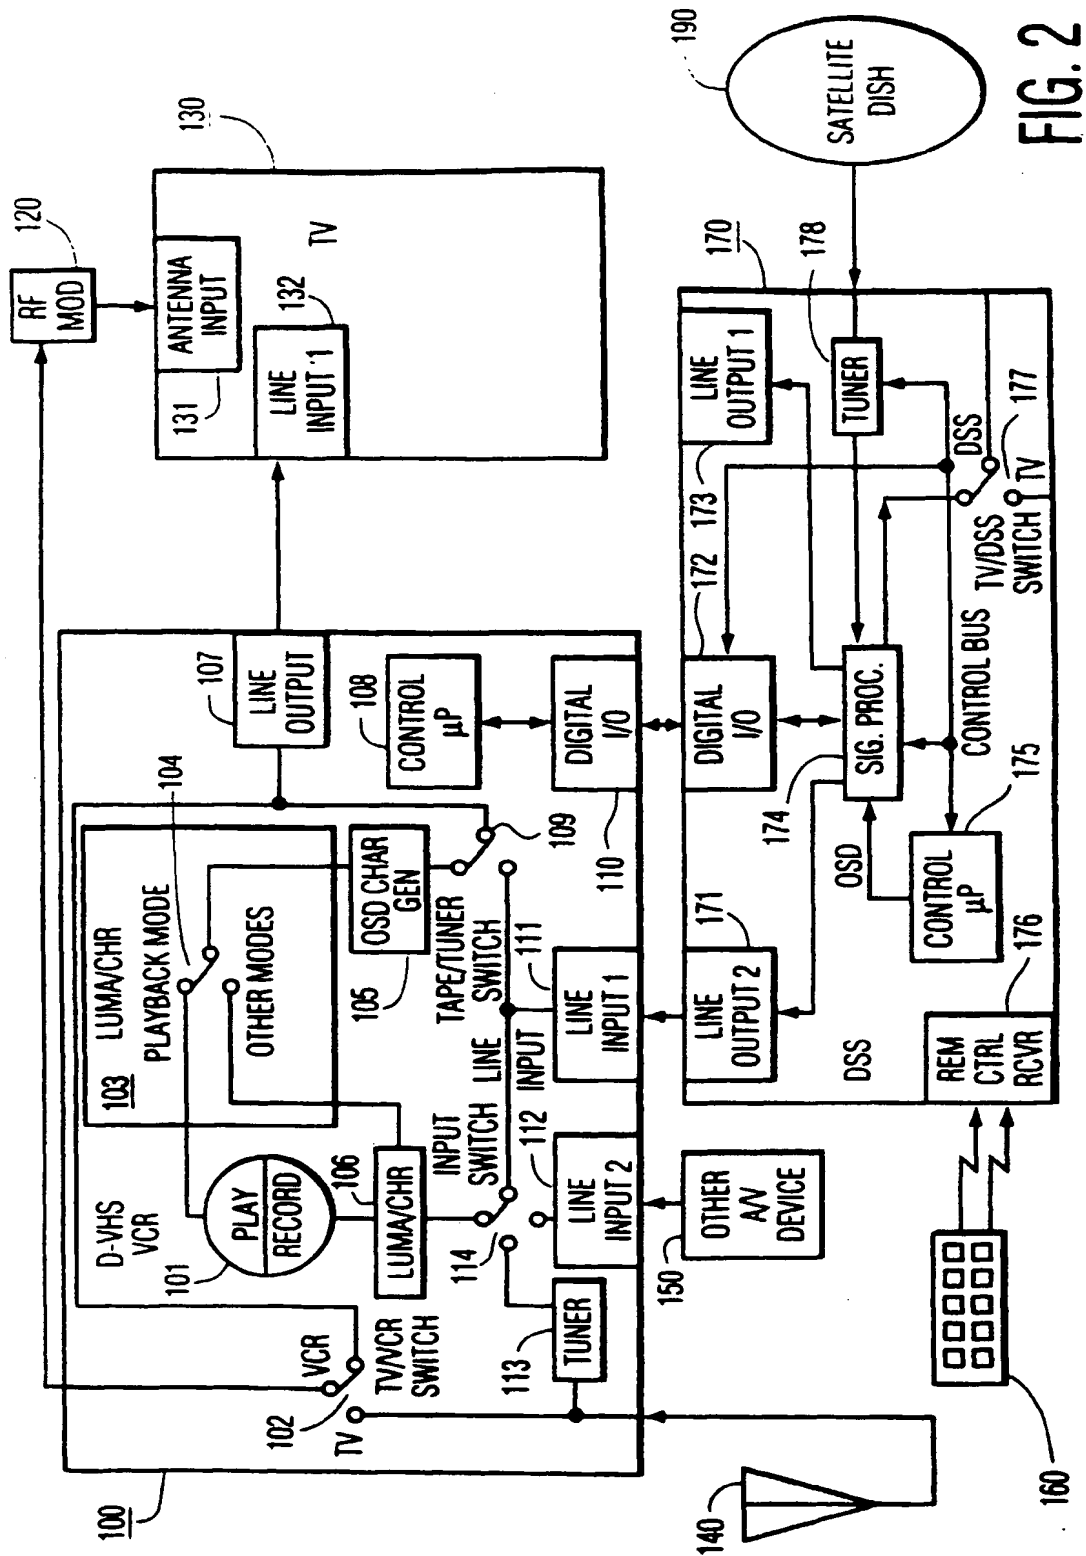 120
RF
MOD
130
ANTENNA
INPUT
131
TV
LINE
INPUT 1
132
100
D-VHS
VCR
LUMA/CHR
103
PLAYBACK MODE
104
OTHER MODES
PLAY
RECORD
101
VCR
102
TV
TV/VCR
SWITCH
LINE
OUTPUT
107
OSD CHAR
GEN
105
LUMA/CHR
106
CONTROL
µP
108
TAPE/TUNER
SWITCH
109
INPUT
SWITCH
114
LINE
INPUT
TUNER
113
LINE
INPUT 2
112
LINE
INPUT 1
111
DIGITAL
I/O
110
140
OTHER
A/V
DEVICE
150
160
170
DSS
LINE
OUTPUT 2
171
DIGITAL
I/O
172
LINE
OUTPUT 1
173
SIG. PROC.
174
OSD
CONTROL
µP
175
REM
CTRL
RCVR
176
CONTROL BUS
TV/DSS
SWITCH
DSS
TV
177
TUNER
178
SATELLITE
DISH
190
FIG. 2